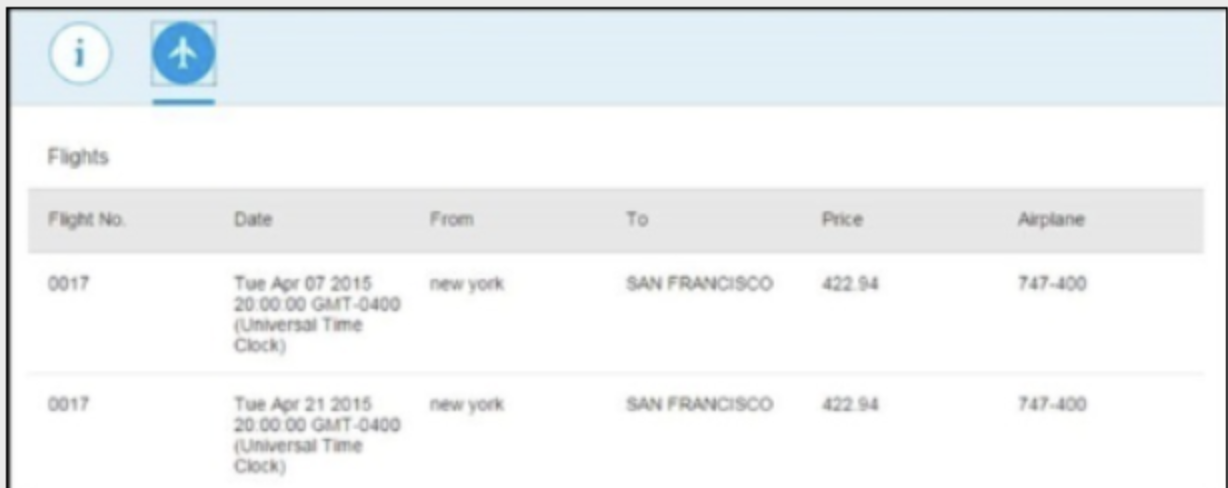 i
Flights
Flight No. Date From To Price Airplane
0017 Tue Apr 07 2015 new york SAN FRANCISCO 422.94 747-400
20:00:00 GMT-0400
(Universal Time
Clock)
0017 Tue Apr 21 2015 new york SAN FRANCISCO 422.94 747-400
20:00:00 GMT-0400
(Universal Time
Clock)